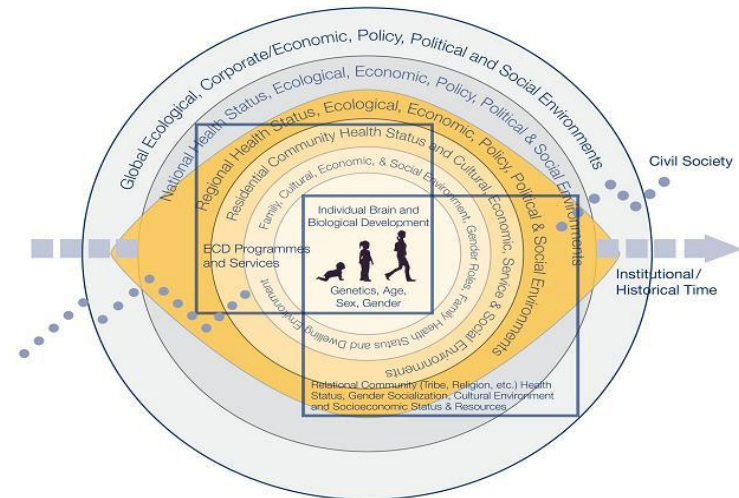 Global Ecological, Corporate/Economic, Policy, Political and Social Environments
National Health Status, Ecological, Economic, Policy, Political & Social Environments
Regional Health Status, Ecological, Economic, Policy, Political & Social Environments
Residential Community Health Status and Cultural, Economic, Service & Social Environments
Family, Cultural, Economic, & Social Environment, Gender Roles, Family Health Status and Dwelling Environment
Civil Society
Individual Brain and
Biological Development
ECD Programmes
and Services
Genetics, Age,
Sex, Gender
Institutional/
Historical Time
Relational Community (Tribe, Religion, etc.) Health
Status, Gender Socialization, Cultural Environment
and Socioeconomic Status & Resources